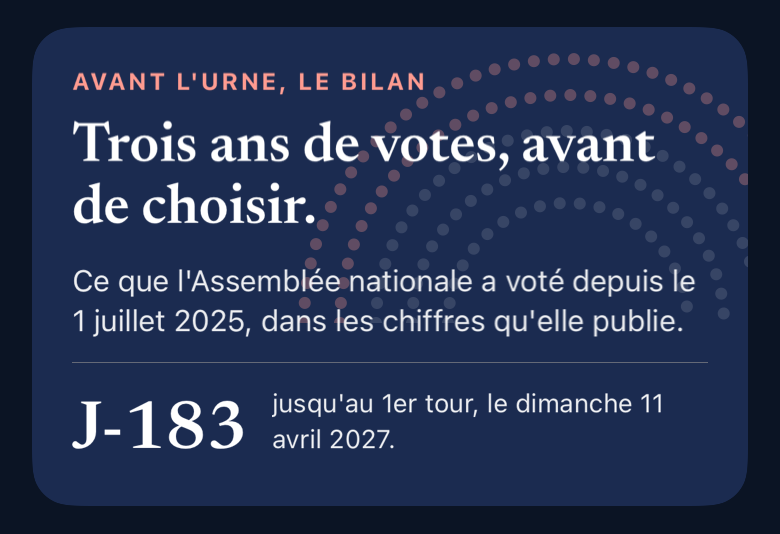 AVANT L'URNE, LE BILAN
Trois ans de votes, avant
de choisir.
Ce que l'Assemblée nationale a voté depuis le
1 juillet 2025, dans les chiffres qu'elle publie.
J-183
jusqu'au 1er tour, le dimanche 11
avril 2027.